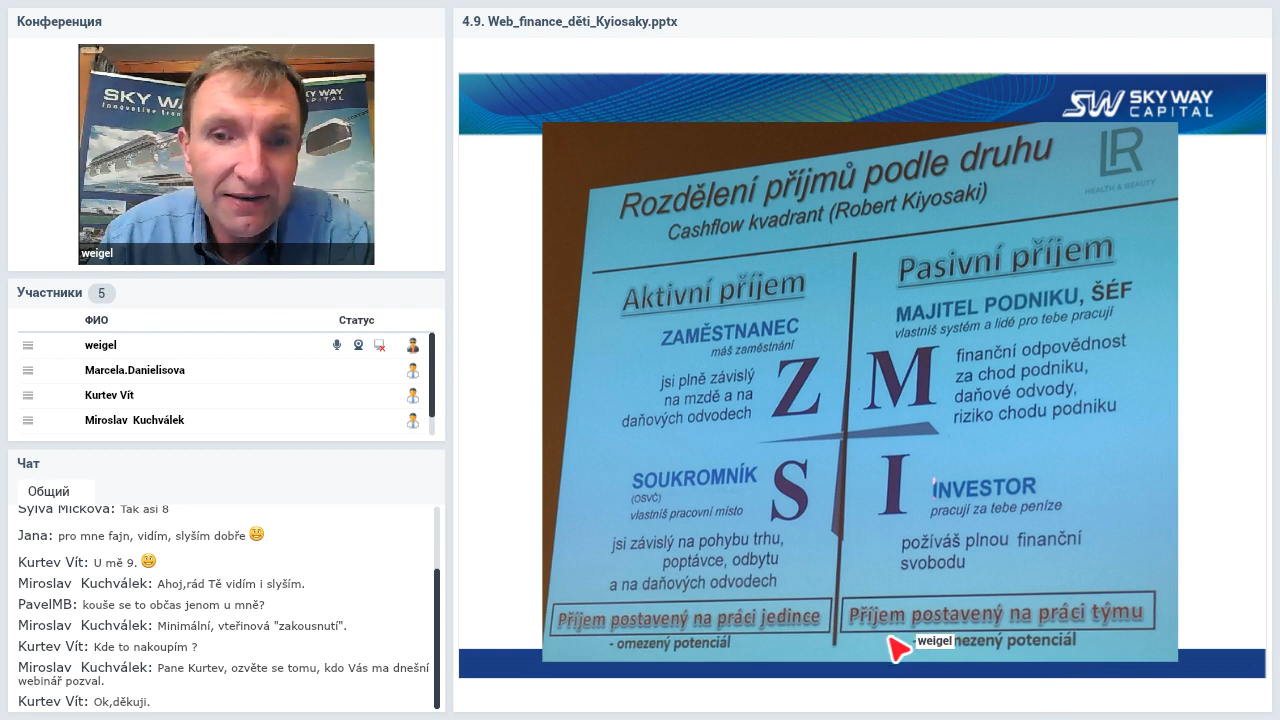 Конференция
SKY WA
Innovative tran
KY WAY
CAPITAL
weigel
Участники 5
ФИО Статус
weigel
Marcela.Danielisova
Kurtev Vít
Miroslav Kuchválek
Чат
Общий
Sylva Mičková: Tak asi 8
Jana: pro mne fajn, vidím, slyším dobře
Kurtev Vít: U mě 9.
Miroslav Kuchválek: Ahoj,rád Tě vidím i slyším.
PavelMB: kouše se to občas jenom u mně?
Miroslav Kuchválek: Minimální, vteřinová "zakousnutí".
Kurtev Vít: Kde to nakoupím ?
Miroslav Kuchválek: Pane Kurtev, ozvěte se tomu, kdo Vás ma dnešní
webinář pozval.
Kurtev Vít: Ok,děkuji.
4.9. Web_finance_děti_Kyiosaky.pptx
SW SKY WAY
CAPITAL
LR
HEALTH & BEAUTY
Rozdělení příjmů podle druhu
Cashflow kvadrant (Robert Kiyosaki)
Aktivní příjem
ZAMĚSTNANEC
máš zaměstnání
jsi plně závislý
na mzdě a na
daňových odvodech
Z
Pasivní příjem
MAJITEL PODNIKU, ŠÉF
vlastníš systém a lidé pro tebe pracují
M
finanční odpovědnost
za chod podniku,
daňové odvody,
riziko chodu podniku
SOUKROMNÍK
(OSVČ)
vlastníš pracovní místo
S
jsi závislý na pohybu trhu,
poptávce, odbytu
a na daňových odvodech
I
INVESTOR
pracují za tebe peníze
požíváš plnou finanční
svobodu
Příjem postavený na práci jedince
- omezený potenciál
Příjem postavený na práci týmu
- weigel mezený potenciál